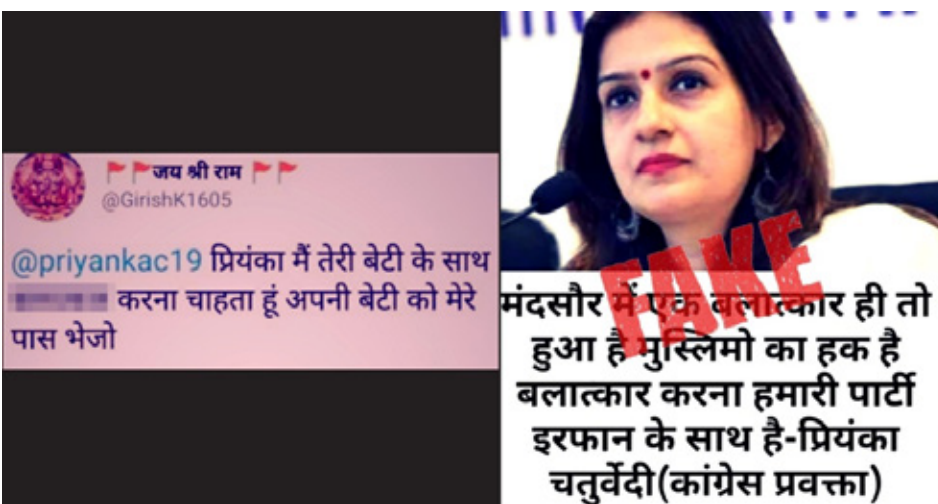 🚩🚩जय श्री राम 🚩🚩
@GirishK1605
@priyankac19 प्रियंका मैं तेरी बेटी के साथ
करना चाहता हूं अपनी बेटी को मेरे
पास भेजो
FAKE
मंदसौर में एक बलात्कार ही तो
हुआ है मुस्लिमो का हक है
बलात्कार करना हमारी पार्टी
इरफान के साथ है-प्रियंका
चतुर्वेदी(कांग्रेस प्रवक्ता)